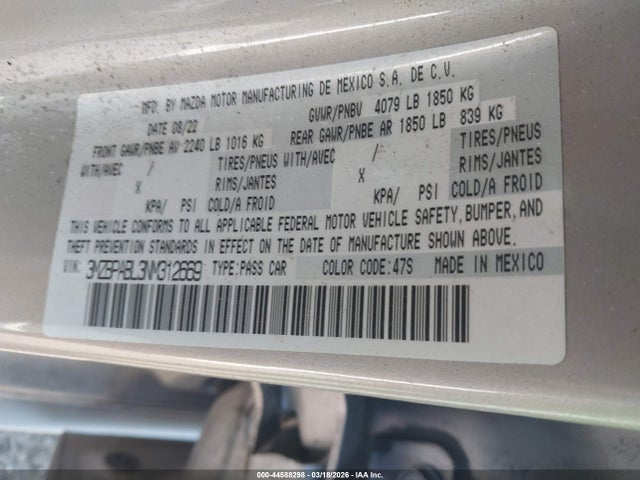 MFD. BY MAZDA MOTOR MANUFACTURING DE MEXICO S.A. DE C.V.
DATE 08/22 GVWR/PNBV 4079 LB 1850 KG
FRONT GAWR/PNBE AV 2240 LB 1016 KG REAR GAWR/PNBE AR 1850 LB 839 KG
WITH/AVEC / TIRES/PNEUS WITH/AVEC / TIRES/PNEUS
X RIMS/JANTES X RIMS/JANTES
KPA/ PSI COLD/A FROID KPA/ PSI COLD/A FROID
THIS VEHICLE CONFORMS TO ALL APPLICABLE FEDERAL MOTOR VEHICLE SAFETY, BUMPER, AND
THEFT PREVENTION STANDARDS IN EFFECT ON THE DATE OF MANUFACTURE SHOWN ABOVE.
VIN: 3MZBPABL3NM312669 TYPE:PASS CAR COLOR CODE:47S MADE IN MEXICO
000-44588298 - 03/18/2026 - IAA Inc.